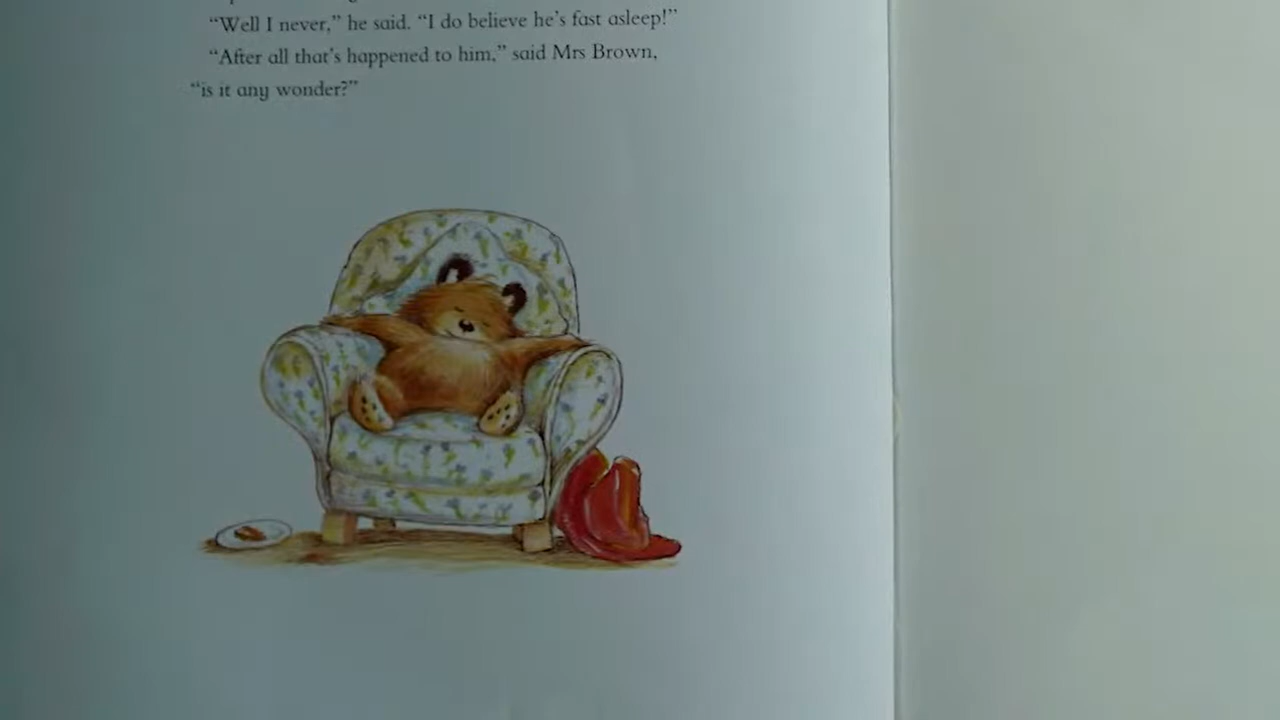 “Well I never,” he said. “I do believe he's fast asleep!”
“After all that's happened to him,” said Mrs Brown,
“is it any wonder?”